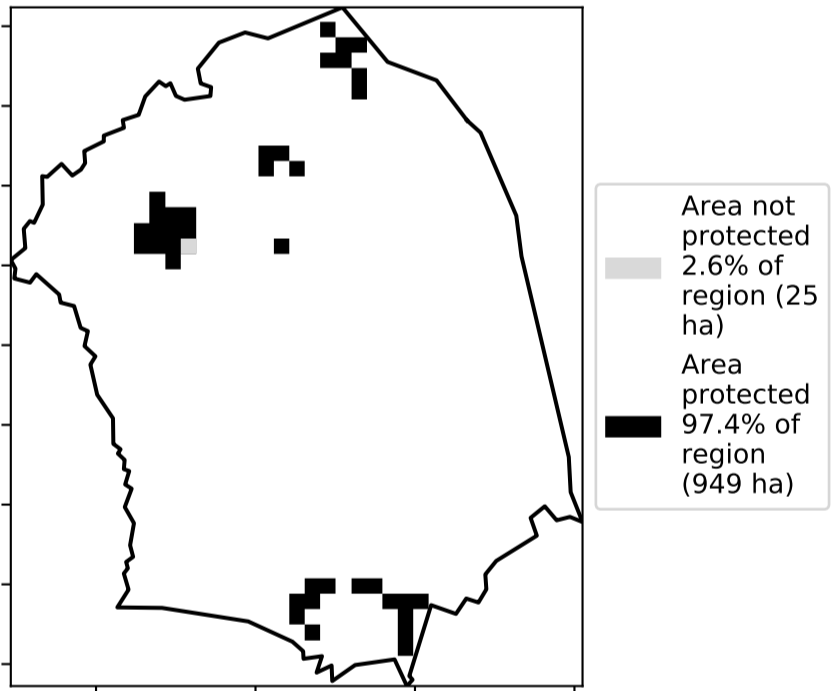 Area not
protected
2.6% of
region (25
ha)
Area
protected
97.4% of
region
(949 ha)